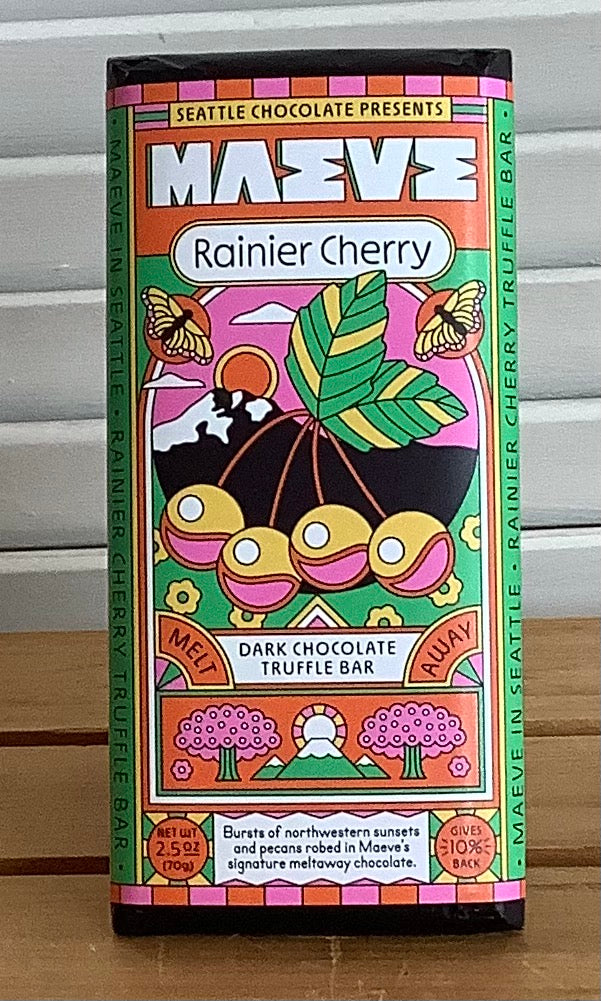 SEATTLE CHOCOLATE PRESENTS
MAEVE
Rainier Cherry
MELT
DARK CHOCOLATE
TRUFFLE BAR
AWAY
NET WT
2.5 OZ
(70g)
Bursts of northwestern sunsets
and pecans robed in Maeve's
signature meltaway chocolate.
GIVES
10%
BACK
• MAEVE IN SEATTLE • RAINIER CHERRY TRUFFLE BAR •
• MAEVE IN SEATTLE • RAINIER CHERRY TRUFFLE BAR •